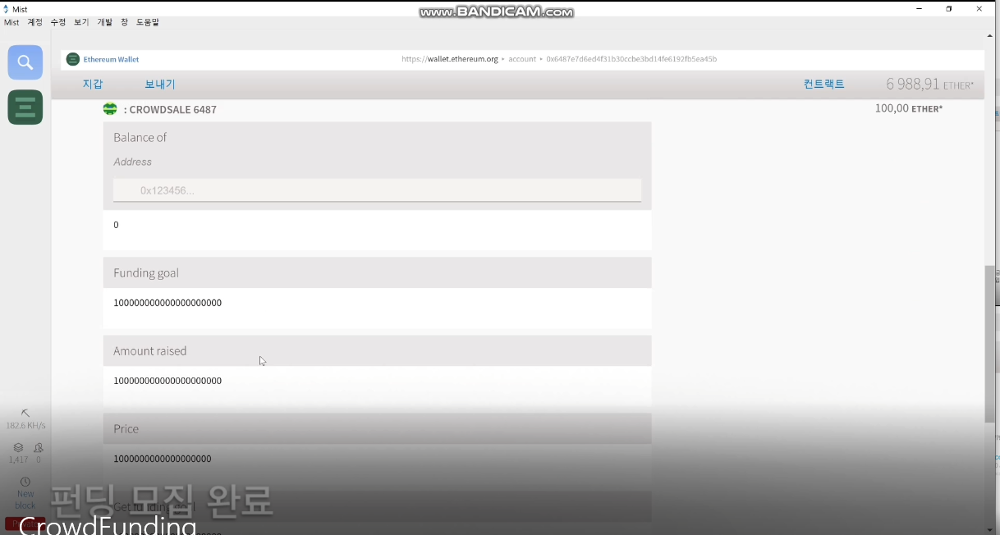 Mist
www.BANDICAM.com
Mist 계정 수정 보기 개발 창 도움말
Ethereum Wallet
https://wallet.ethereum.org • account • 0x6487e7d6ed4f31b30ccbe3bd14fe6192fb5ea45b
지갑 보내기 컨트랙트 6 988,91 ETHER*
: CROWDSALE 6487 100,00 ETHER*
Balance of
Address
0x123456...
0
Funding goal
100000000000000000000
Amount raised
100000000000000000000
Price
1000000000000000000
182.6 KH/s
1,417 0
New
block
펀딩 모집 완료
Get funding goal
Private
CrowdFunding